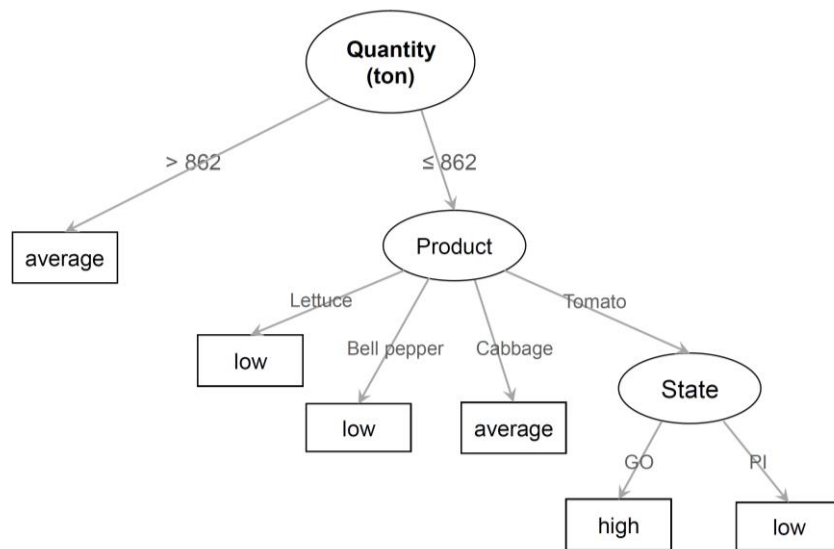 Quantity
(ton)
> 862
≤ 862
average
Product
Lettuce
Bell pepper
Cabbage
Tomato
low
low
average
State
GO
PI
high
low